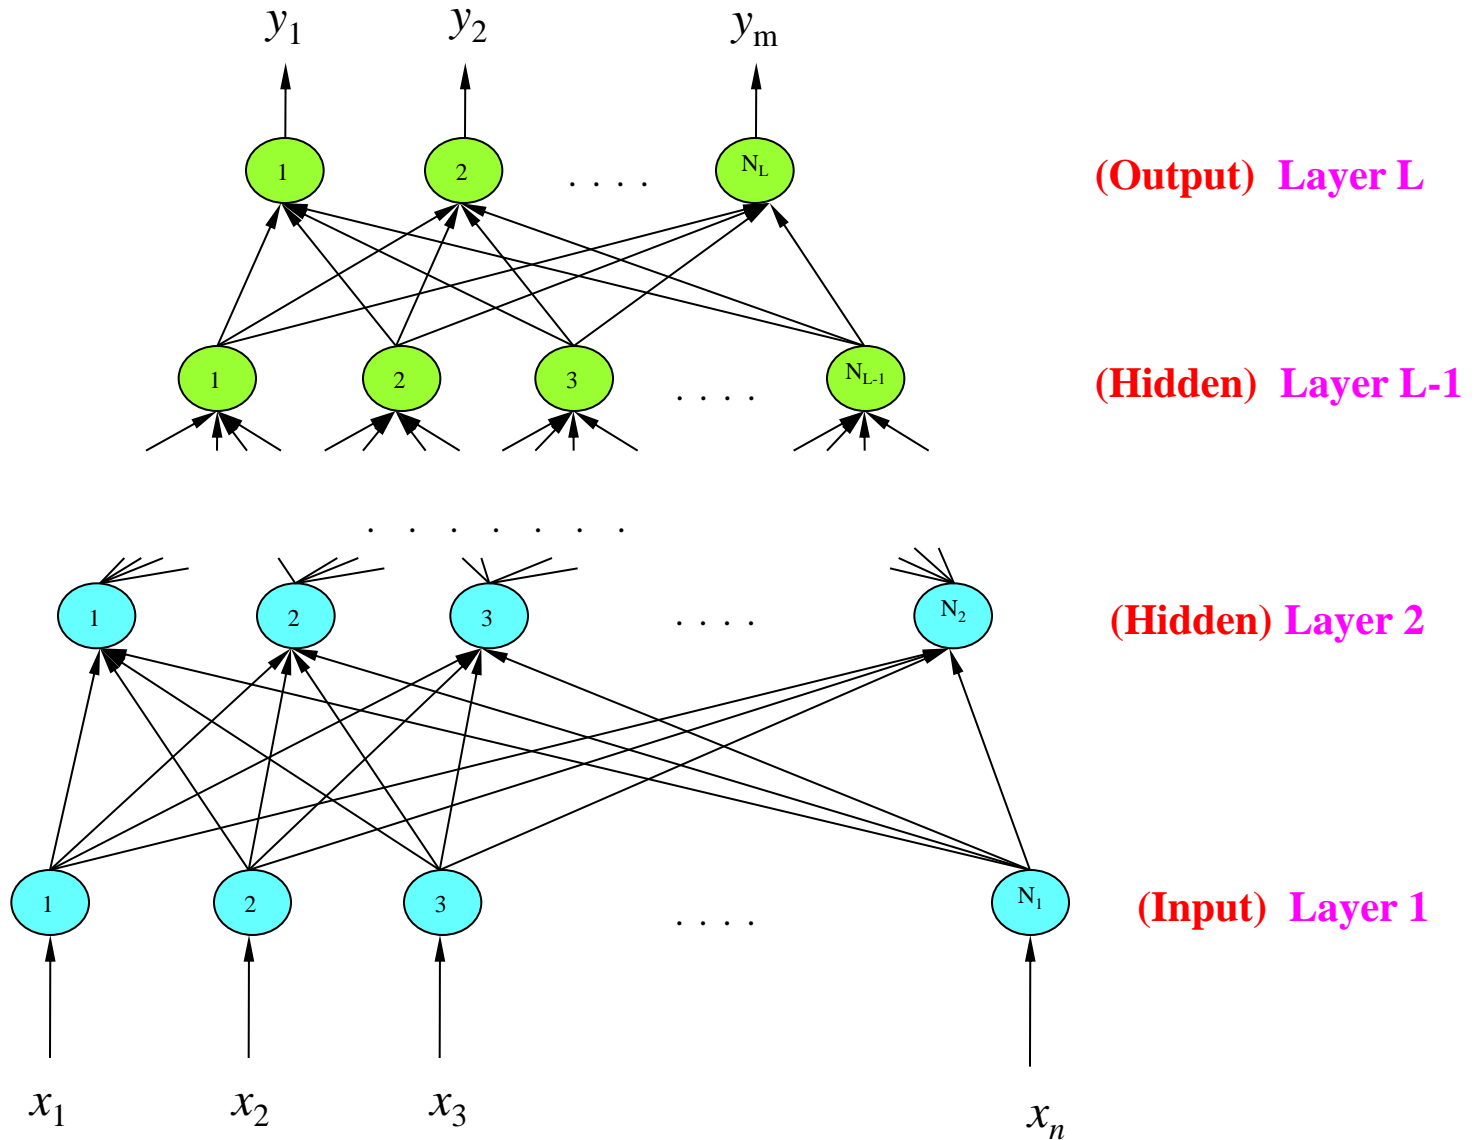 y1 y2 ym
1 2 . . . . NL (Output) Layer L
1 2 3 . . . . NL-1 (Hidden) Layer L-1
. . . . . . .
1 2 3 . . . . N2 (Hidden) Layer 2
1 2 3 . . . . N1 (Input) Layer 1
x1 x2 x3 xn